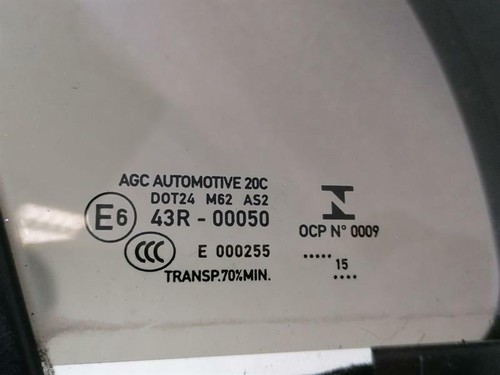 AGC AUTOMOTIVE 20C
DOT24 M62 AS2
E6 43R - 00050
CCC E 000255
TRANSP.70%MIN.
N
OCP N° 0009
..... 15 ....